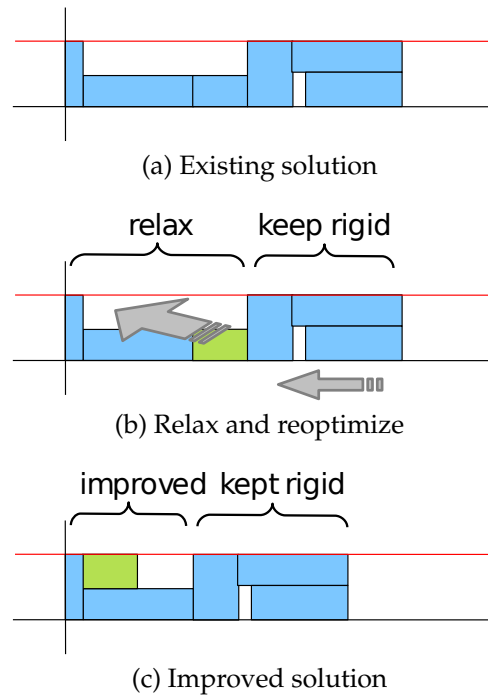 (a) Existing solution
relax keep rigid
(b) Relax and reoptimize
improved kept rigid
(c) Improved solution